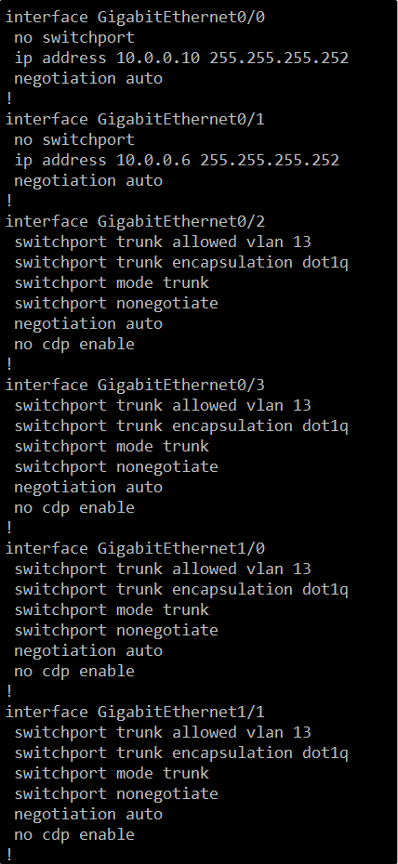 interface GigabitEthernet0/0
 no switchport
 ip address 10.0.0.10 255.255.255.252
 negotiation auto
!
interface GigabitEthernet0/1
 no switchport
 ip address 10.0.0.6 255.255.255.252
 negotiation auto
!
interface GigabitEthernet0/2
 switchport trunk allowed vlan 13
 switchport trunk encapsulation dot1q
 switchport mode trunk
 switchport nonegotiate
 negotiation auto
 no cdp enable
!
interface GigabitEthernet0/3
 switchport trunk allowed vlan 13
 switchport trunk encapsulation dot1q
 switchport mode trunk
 switchport nonegotiate
 negotiation auto
 no cdp enable
!
interface GigabitEthernet1/0
 switchport trunk allowed vlan 13
 switchport trunk encapsulation dot1q
 switchport mode trunk
 switchport nonegotiate
 negotiation auto
 no cdp enable
!
interface GigabitEthernet1/1
 switchport trunk allowed vlan 13
 switchport trunk encapsulation dot1q
 switchport mode trunk
 switchport nonegotiate
 negotiation auto
 no cdp enable
!